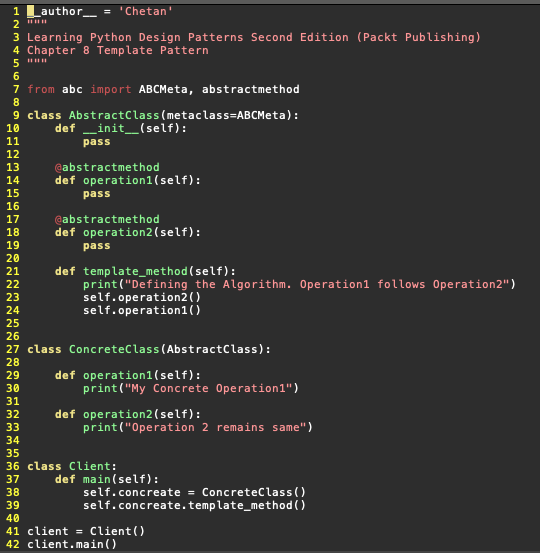 1 __author__ = 'Chetan'
2 """
3 Learning Python Design Patterns Second Edition (Packt Publishing)
4 Chapter 8 Template Pattern
5 """
6
7 from abc import ABCMeta, abstractmethod
8
9 class AbstractClass(metaclass=ABCMeta):
10     def __init__(self):
11         pass
12
13     @abstractmethod
14     def operation1(self):
15         pass
16
17     @abstractmethod
18     def operation2(self):
19         pass
20
21     def template_method(self):
22         print("Defining the Algorithm. Operation1 follows Operation2")
23         self.operation2()
24         self.operation1()
25
26
27 class ConcreteClass(AbstractClass):
28
29     def operation1(self):
30         print("My Concrete Operation1")
31
32     def operation2(self):
33         print("Operation 2 remains same")
34
35
36 class Client:
37     def main(self):
38         self.concreate = ConcreteClass()
39         self.concreate.template_method()
40
41 client = Client()
42 client.main()